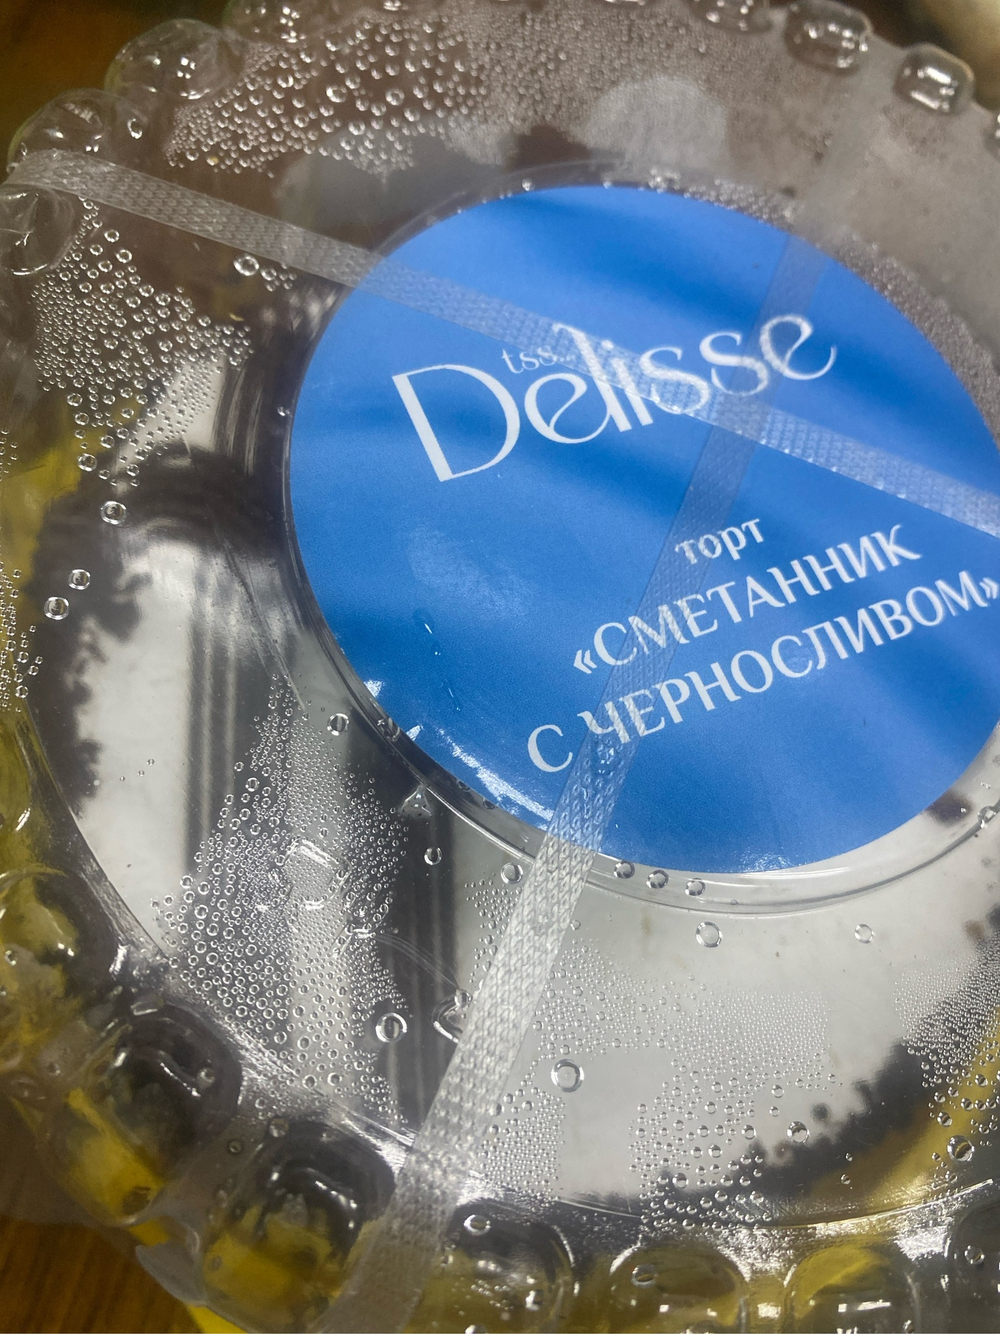 tss...
Delisse
торт
«СМЕТАННИК
С ЧЕРНОСЛИВОМ»